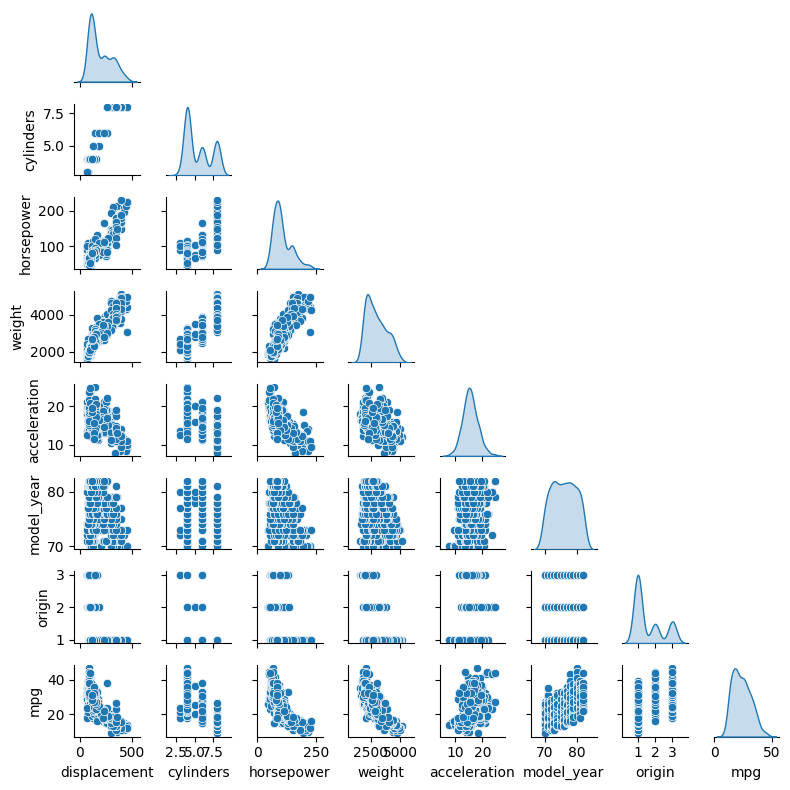 7.5
5.0
cylinders
200
100
horsepower
4000
2000
weight
20
10
acceleration
80
70
model_year
3
2
1
origin
40
20
mpg
0 500
2.5 5.0 7.5
0 250
2500 5000
10 20
70 80
1 2 3
0 50
displacement cylinders horsepower weight acceleration model_year origin mpg